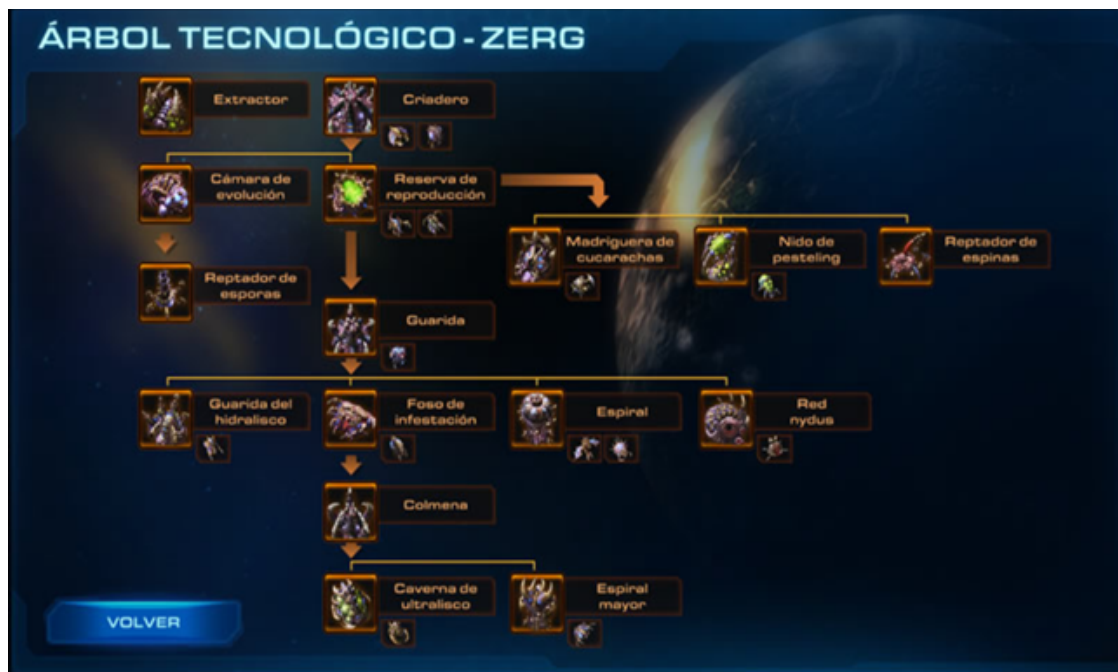 ÁRBOL TECNOLÓGICO - ZERG
Extractor
Criadero
Cámara de
evolución
Reserva de
reproducción
Madriguera de
cucarachas
Nido de
pesteling
Reptador de
espinas
Reptador de
esporas
Guarida
Guarida del
hidralisco
Foso de
infestación
Espiral
Red
nydus
Colmena
Caverna de
ultralisco
Espiral
mayor
VOLVER